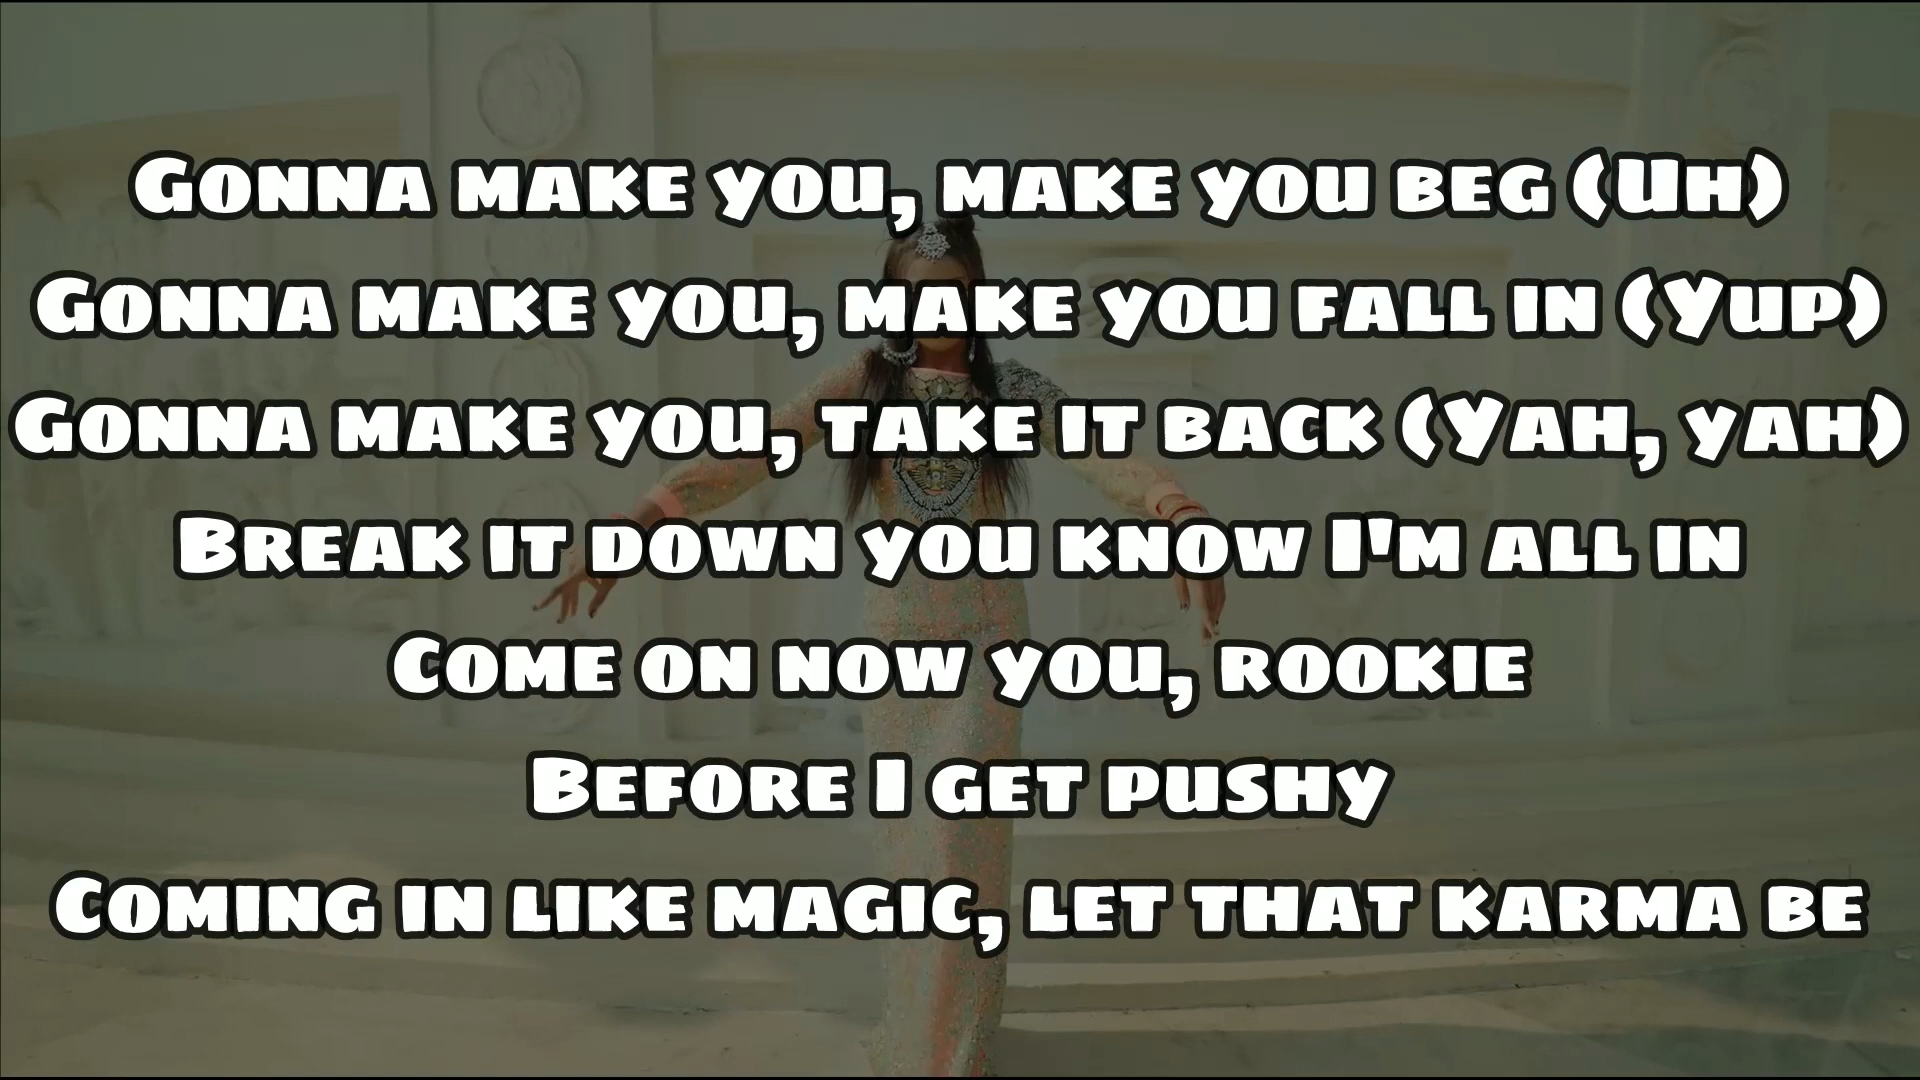 Gonna make you, make you beg (Uh)
Gonna make you, make you fall in (Yup)
Gonna make you, take it back (Yah, yah)
Break it down you know I'm all in
Come on now you, rookie
Before I get pushy
Coming in like magic, let that karma be